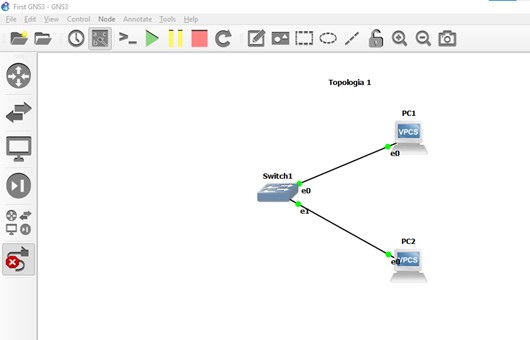 First GNS3 - GNS3
File Edit View Control Node Annotate Tools Help
Topologia 1
PC1
VPCS
e0
Switch1
e0
e1
PC2
e0 VPCS